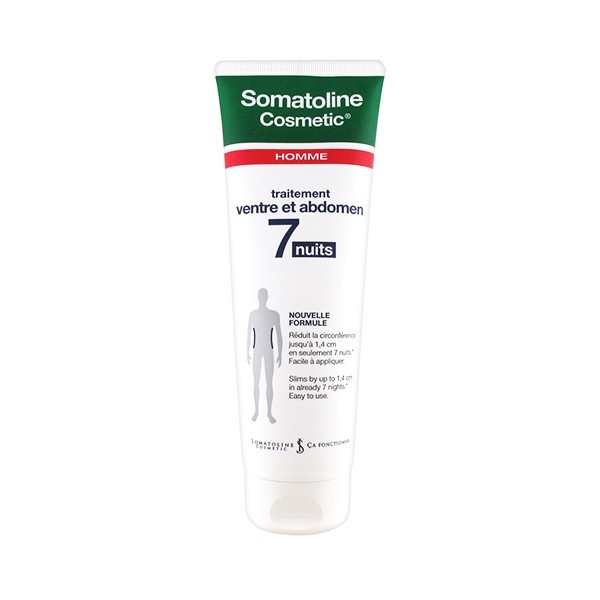 Somatoline
Cosmetic®
HOMME
traitement
ventre et abdomen
7 nuits
NOUVELLE
FORMULE
Réduit la circonférence
jusqu'à 1,4 cm
en seulement 7 nuits.*
Facile à appliquer.
Slims by up to 1,4 cm
in already 7 nights.*
Easy to use.
SOMATOLINE
COSMETIC
ÇA FONCTIONNE